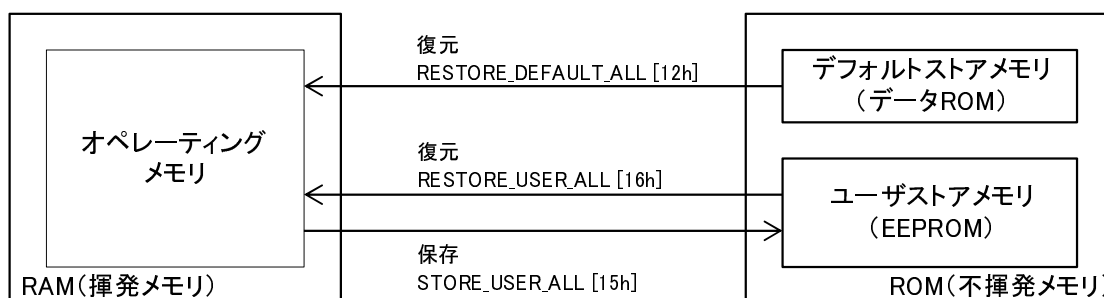 復元
RESTORE_DEFAULT_ALL [12h]
デフォルトストアメモリ
（データROM）
オペレーティング
メモリ
復元
RESTORE_USER_ALL [16h]
ユーザストアメモリ
（EEPROM）
保存
STORE_USER_ALL [15h]
RAM（揮発メモリ）
ROM（不揮発メモリ）